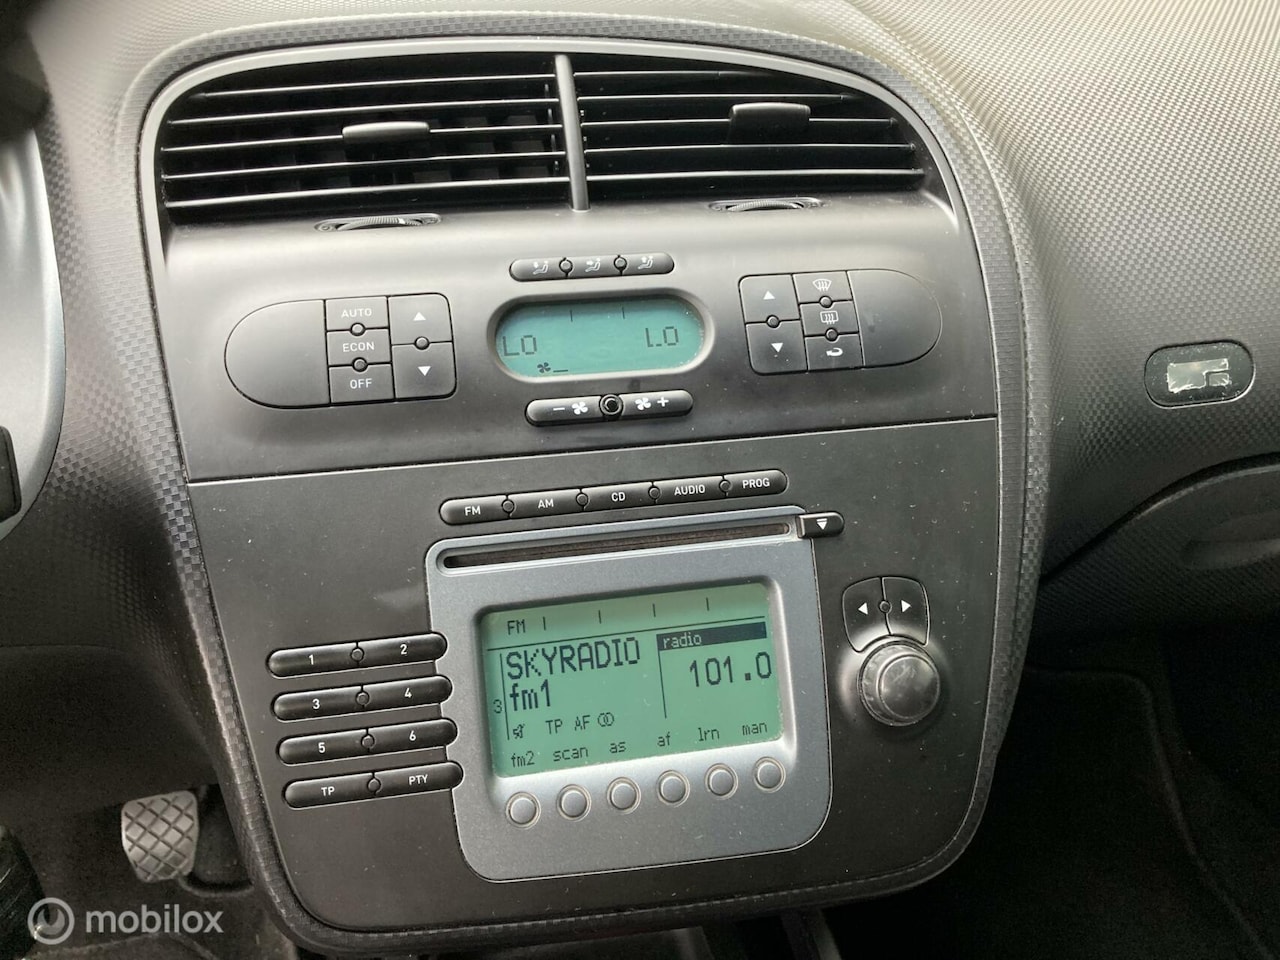 AUTO
ECON
OFF
LO LO
- +
FM AM CD AUDIO PROG
FM
SKYRADIO radio
fm1 101.0
3
TP AF
fm2 scan as af lrn man
1 2
3 4
5 6
TP PTY
mobilox